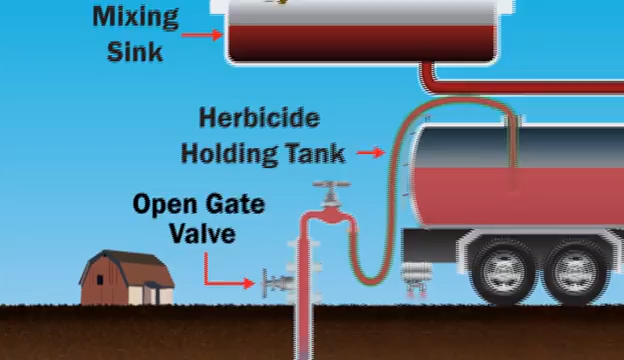 Mixing
Sink
Herbicide
Holding Tank
Open Gate
Valve